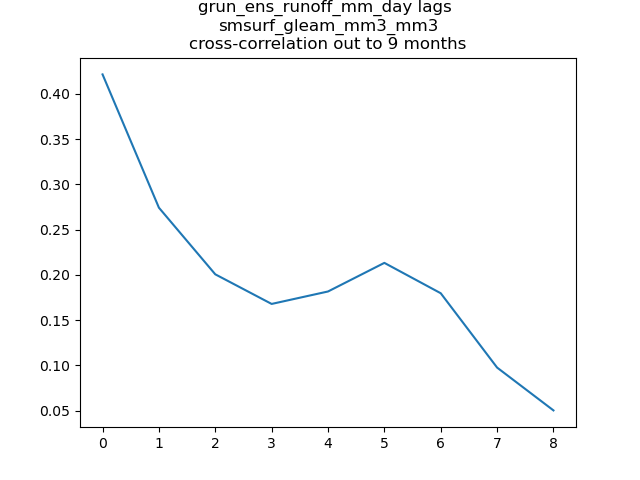 grun_ens_runoff_mm_day lags
smsurf_gleam_mm3_mm3
cross-correlation out to 9 months
0.40
0.35
0.30
0.25
0.20
0.15
0.10
0.05
0 1 2 3 4 5 6 7 8